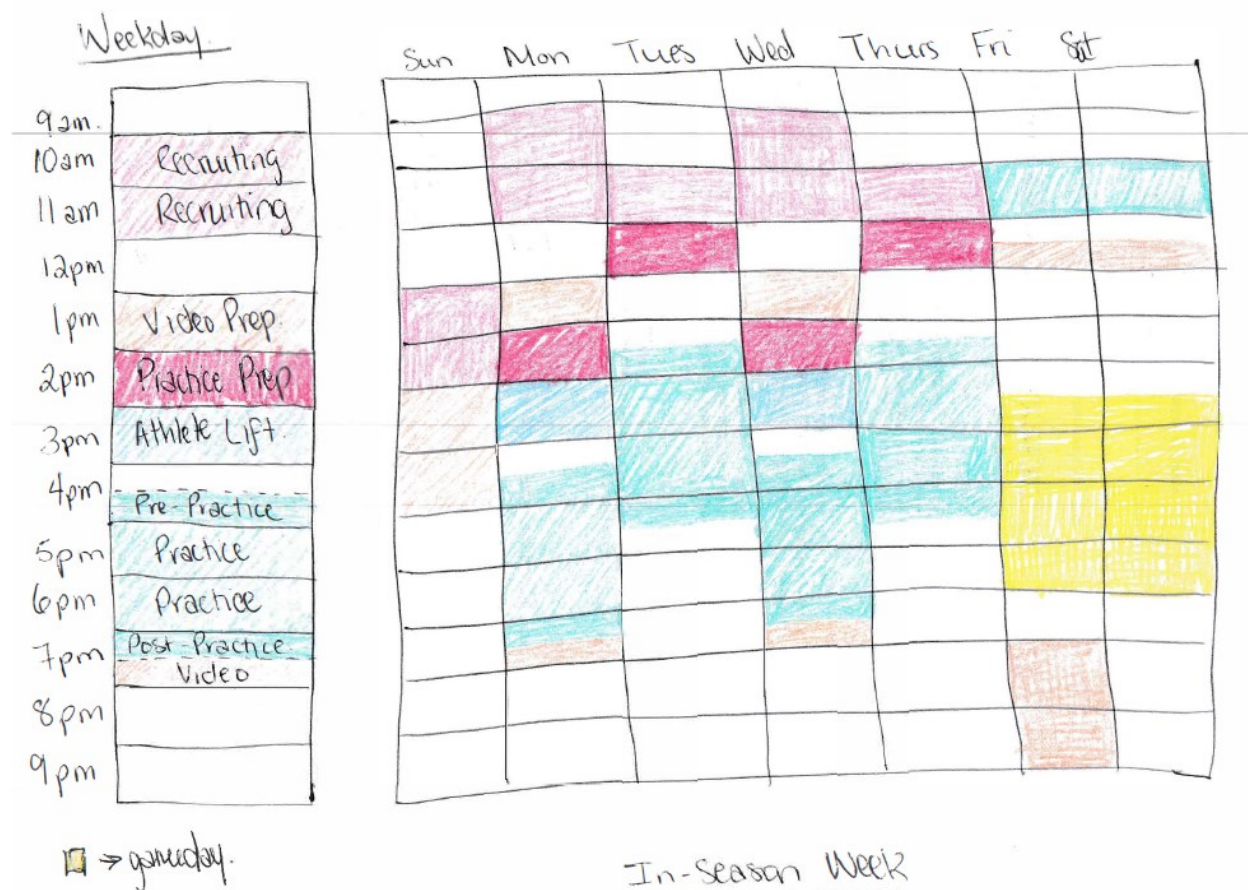 Weekday.
Sun Mon Tues Wed Thurs Fri Sat
9am.
10am Recruiting
11am Recruiting
12pm
1pm Video Prep.
2pm Practice Prep
3pm Athlete Lift.
4pm
Pre-Practice
5pm Practice
6pm Practice
Post-Practice
7pm
Video
8pm
9pm
→ gameday.
In-Season Week